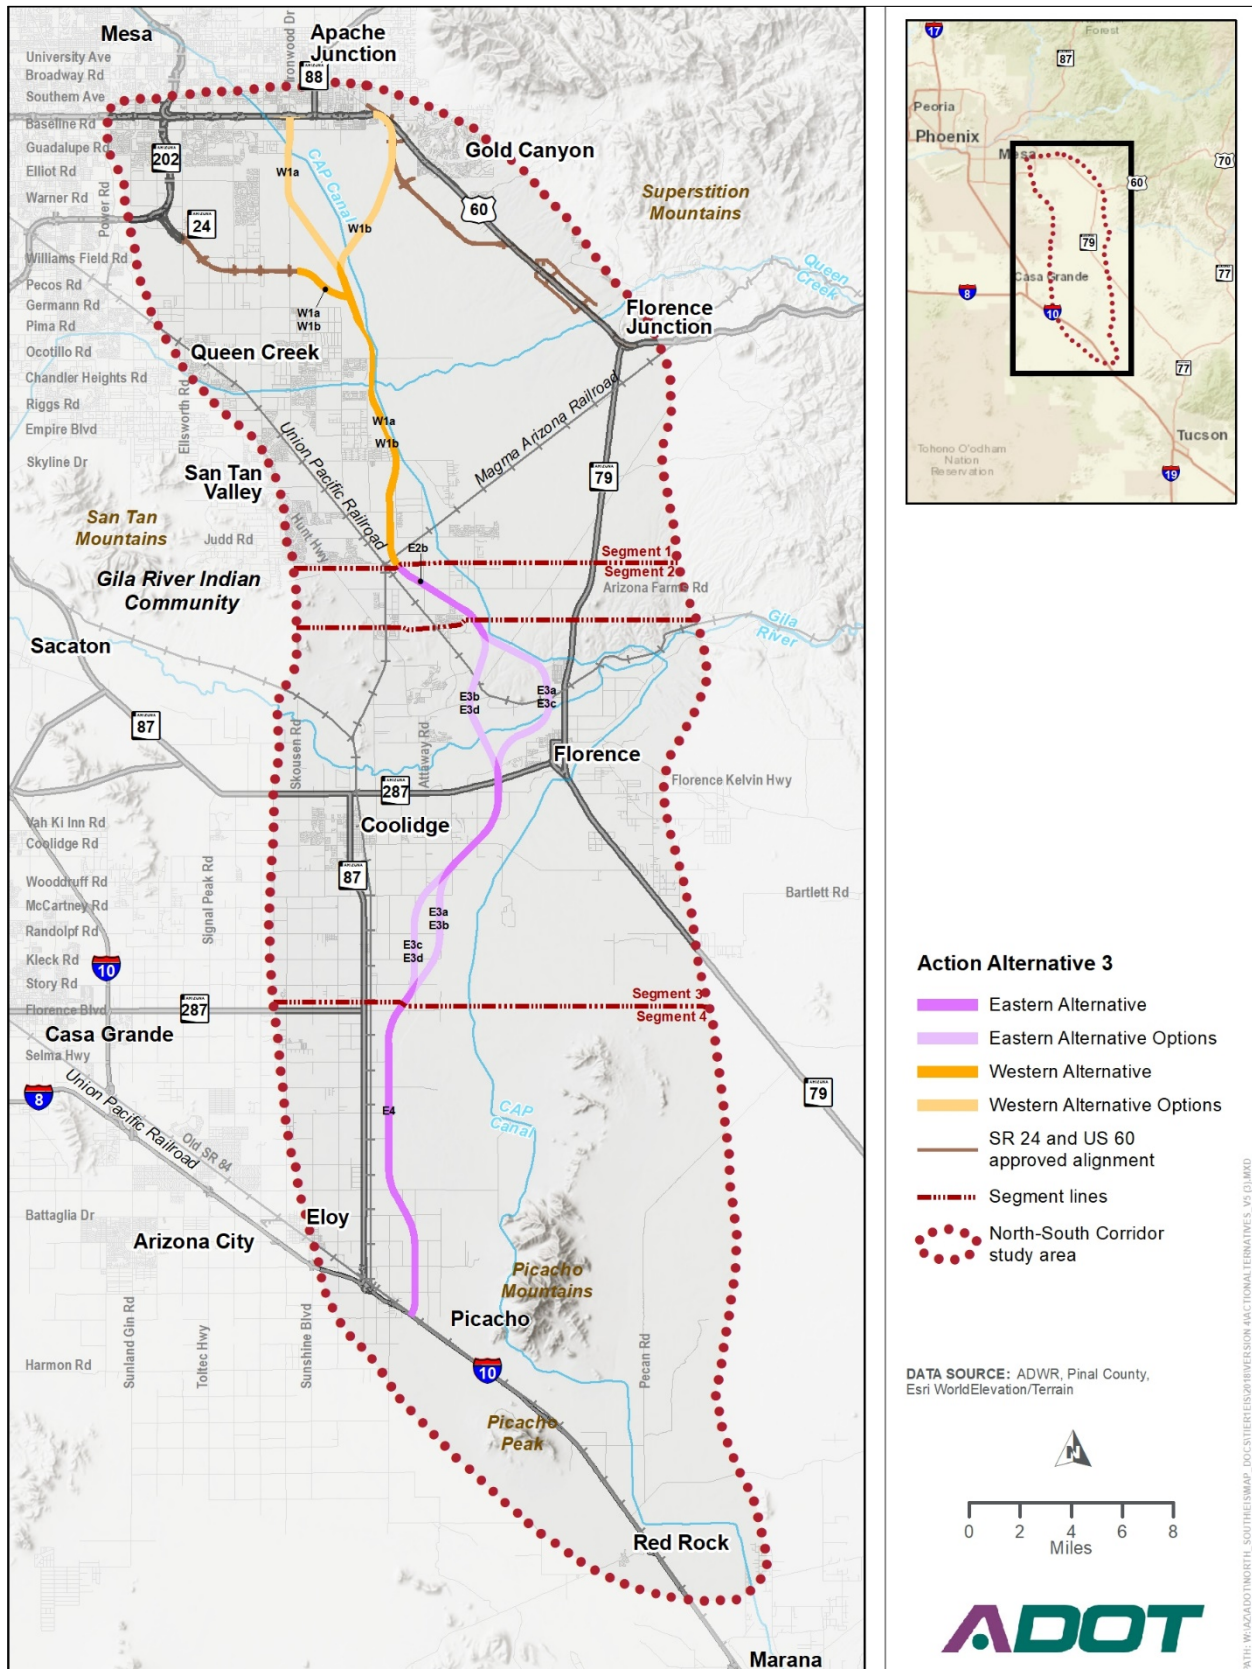 Mesa
Apache
Junction
University Ave
Broadway Rd
Southern Ave
Baseline Rd
Guadalupe Rd
Elliot Rd
Warner Rd
Power Rd
Ironwood Dr
ARIZONA
88
ARIZONA
202
W1a
CAP Canal
Gold Canyon
Superstition
Mountains
60
ARIZONA
24
W1b
Williams Field Rd
Pecos Rd
Germann Rd
Pima Rd
Ocotillo Rd
Chandler Heights Rd
Riggs Rd
Empire Blvd
Skyline Dr
Queen
Creek
W1a
W1b
Florence
Junction
Queen Creek
Ellsworth Rd
Union Pacific Railroad
Magma Arizona Railroad
W1a
W1b
San Tan
Valley
ARIZONA
79
San Tan
Mountains
Judd Rd
Hunt Hwy
E2b
Segment 1
Segment 2
Arizona Farms Rd
Gila River Indian
Community
Gila
River
Sacaton
E3b
E3d
E3a
E3c
ARIZONA
87
Skousen Rd
Attaway Rd
Florence
Florence Kelvin Hwy
ARIZONA
287
Vah Ki Inn Rd
Coolidge Rd
Coolidge
Wooddruff Rd
McCartney Rd
Randolpf Rd
Kleck Rd
Story Rd
Florence Blvd
Signal Peak Rd
ARIZONA
87
Bartlett Rd
E3a
E3b
E3c
E3d
10
Segment 3
Segment 4
ARIZONA
287
Casa Grande
Selma Hwy
8
Union Pacific Railroad
Old SR 84
E4
CAP
Canal
ARIZONA
79
Battaglia Dr
Eloy
Arizona City
Picacho
Mountains
Picacho
Sunland Gin Rd
Toltec Hwy
Sunshine Blvd
Pecan Rd
Harmon Rd
10
Picacho
Peak
Red Rock
Marana
17
Forest
87
Peoria
Phoenix
Mesa
70
60
79
Casa Grande
77
8
10
77
Tucson
Tohono O'odham
Nation
Reservation
19
Action Alternative 3
Eastern Alternative
Eastern Alternative Options
Western Alternative
Western Alternative Options
SR 24 and US 60
approved alignment
Segment lines
North-South Corridor
study area
DATA SOURCE: ADWR, Pinal County,
Esri WorldElevation/Terrain
N
0 2 4 6 8
Miles
ADOT